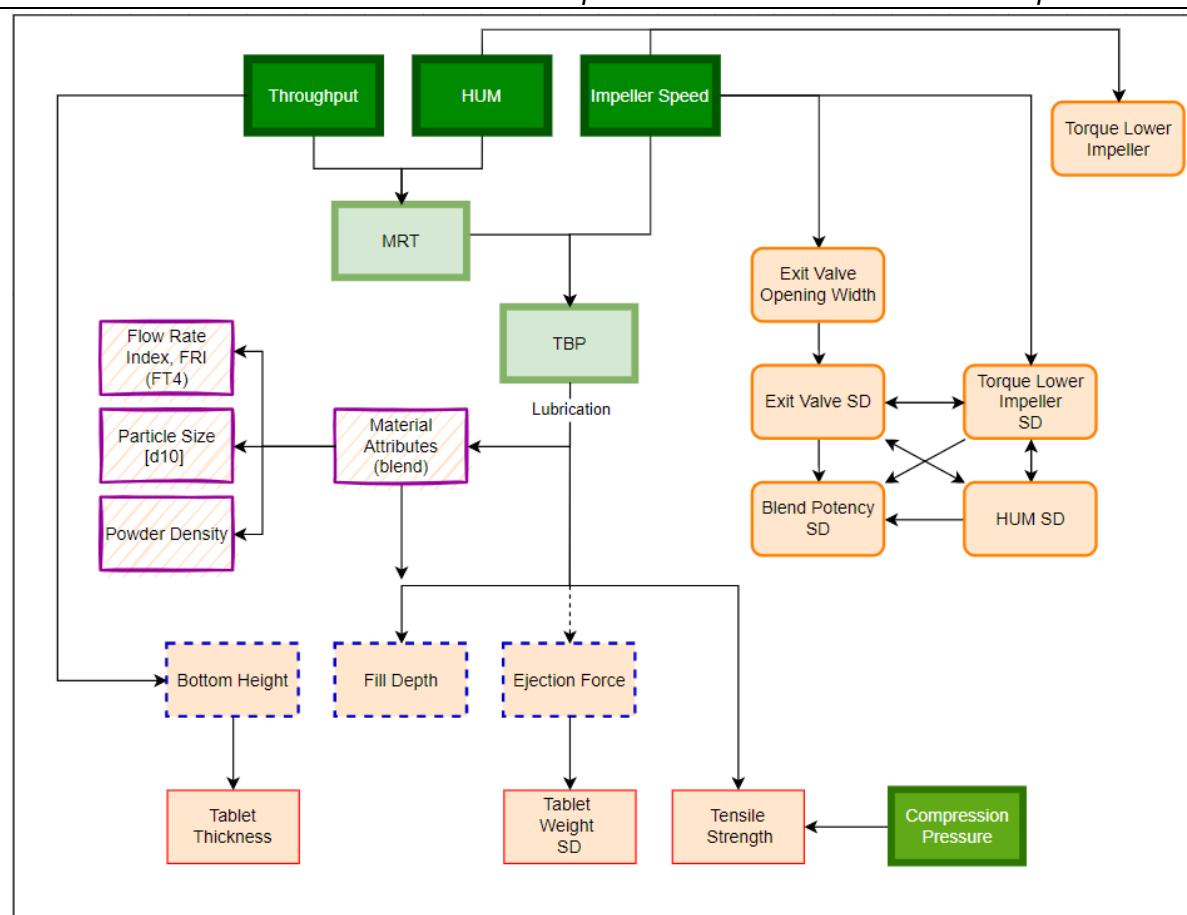 Throughput
HUM
Impeller Speed
Torque Lower
Impeller
MRT
Exit Valve
Opening Width
TBP
Flow Rate
Index, FRI
(FT4)
Lubrication
Exit Valve SD
Torque Lower
Impeller
SD
Particle Size
[d10]
Material
Attributes
(blend)
Powder Density
Blend Potency
SD
HUM SD
Bottom Height
Fill Depth
Ejection Force
Tablet
Thickness
Tablet
Weight
SD
Tensile
Strength
Compression
Pressure